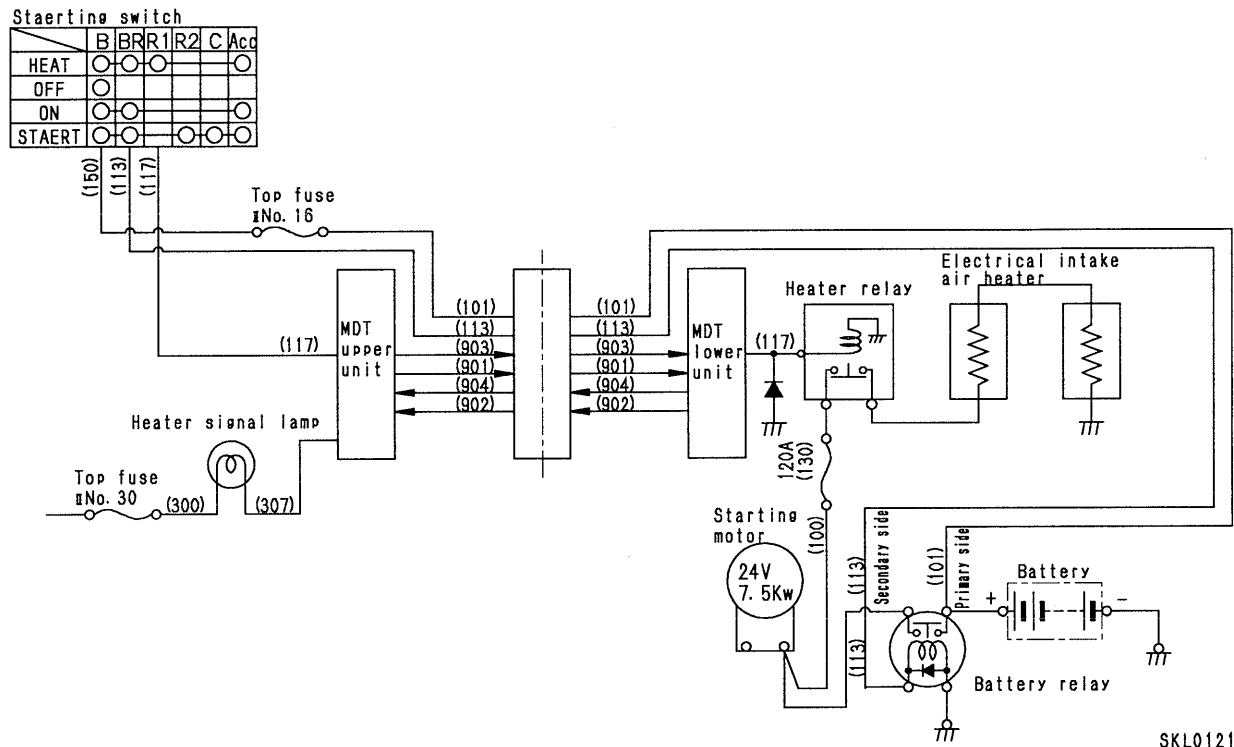 Staerting switch
B BR R1 R2 C Acc
HEAT
OFF
ON
STAERT
(150)
(113)
(117)
Top fuse
No. 16
Electrical intake
air heater
Heater relay
(101)
(113)
(903)
(901)
(904)
(902)
(101)
(113)
(903)
(901)
(904)
(902)
(117)
MDT
upper
unit
MDT
lower
unit
(117)
Heater signal lamp
Top fuse
No. 30
(300)
(307)
120A
(130)
(100)
Starting
motor
24V
7.5Kw
(113)
Secondary side
(101)
Primary side
(113)
Battery
+
-
Battery relay
SKL0121